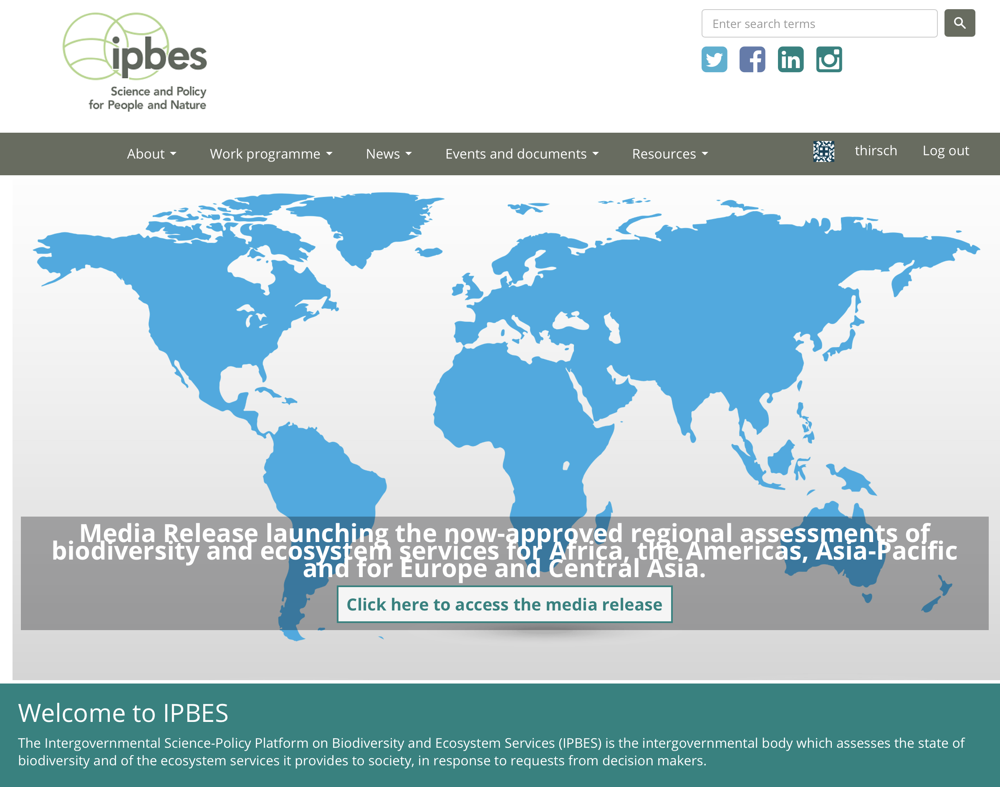 ipbes
Science and Policy
for People and Nature
Enter search terms
About
Work programme
News
Events and documents
Resources
thirsch
Log out
Media Release launching the now-approved regional assessments of
biodiversity and ecosystem services for Africa, the Americas, Asia-Pacific
and for Europe and Central Asia.
Click here to access the media release
Welcome to IPBES
The Intergovernmental Science-Policy Platform on Biodiversity and Ecosystem Services (IPBES) is the intergovernmental body which assesses the state of
biodiversity and of the ecosystem services it provides to society, in response to requests from decision makers.